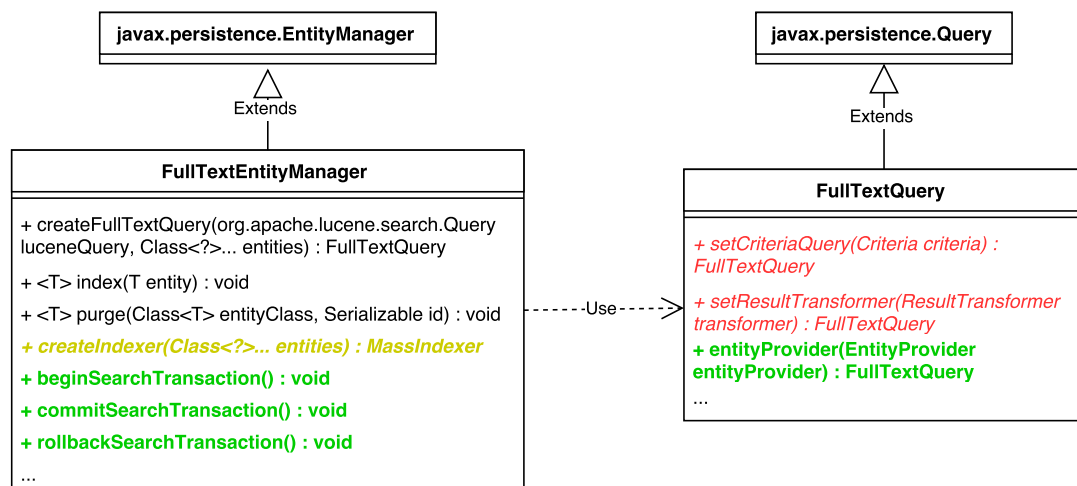 javax.persistence.EntityManager
Extends
FullTextEntityManager
+ createFullTextQuery(org.apache.lucene.search.Query
luceneQuery, Class<?>... entities) : FullTextQuery
+ <T> index(T entity) : void
+ <T> purge(Class<T> entityClass, Serializable id) : void
+ createIndexer(Class<?>... entities) : MassIndexer
+ beginSearchTransaction() : void
+ commitSearchTransaction() : void
+ rollbackSearchTransaction() : void
...
Use
javax.persistence.Query
Extends
FullTextQuery
+ setCriteriaQuery(Criteria criteria) :
FullTextQuery
+ setResultTransformer(ResultTransformer
transformer) : FullTextQuery
+ entityProvider(EntityProvider
entityProvider) : FullTextQuery
...